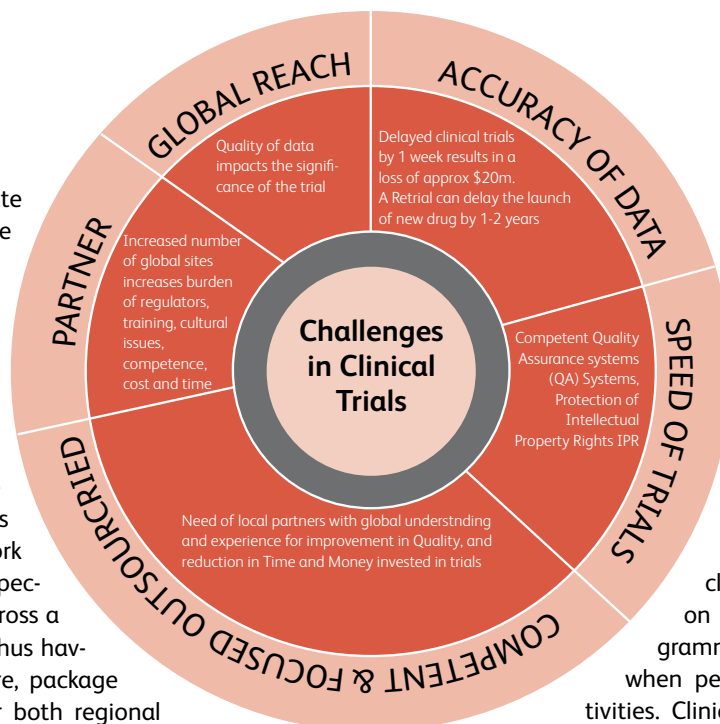 GLOBAL REACH
ACCURACY OF DATA
Quality of data
impacts the signifi-
cance of the trial
Delayed clinical trials
by 1 week results in a
loss of approx $20m.
A Retrial can delay the launch
of new drug by 1-2 years
PARTNER
Increased number
of global sites
increases burden
of regulators,
training, cultural
issues,
competence,
cost and time
Challenges
in Clinical
Trials
Competent Quality
Assurance systems
(QA) Systems,
Protection of
Intellectual
Property Rights IPR
SPEED OF TRIALS
Need of local partners with global understnding
and experience for improvement in Quality, and
reduction in Time and Money invested in trials
COMPETENT & FOCUSED OUTSOURCRIED
ross a
hus hav-
re, package
both regional
on
when pe
tivities. Clinic